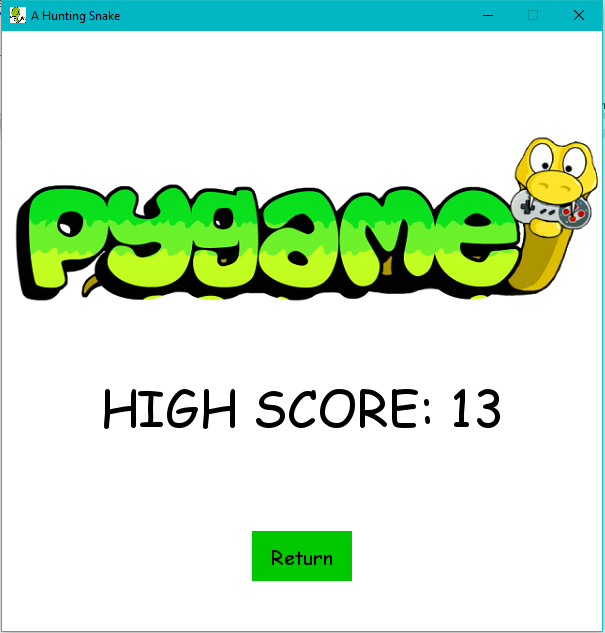 A Hunting Snake
pygame
HIGH SCORE: 13
Return